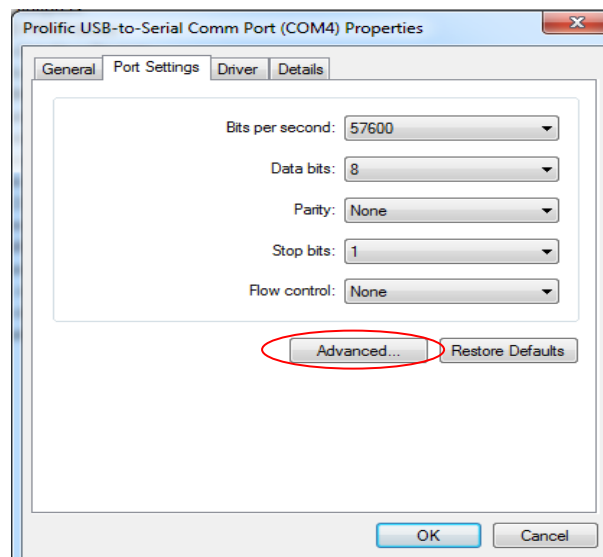 Prolific USB-to-Serial Comm Port (COM4) Properties
General Port Settings Driver Details
Bits per second: 57600
Data bits: 8
Parity: None
Stop bits: 1
Flow control: None
Advanced... Restore Defaults
OK Cancel